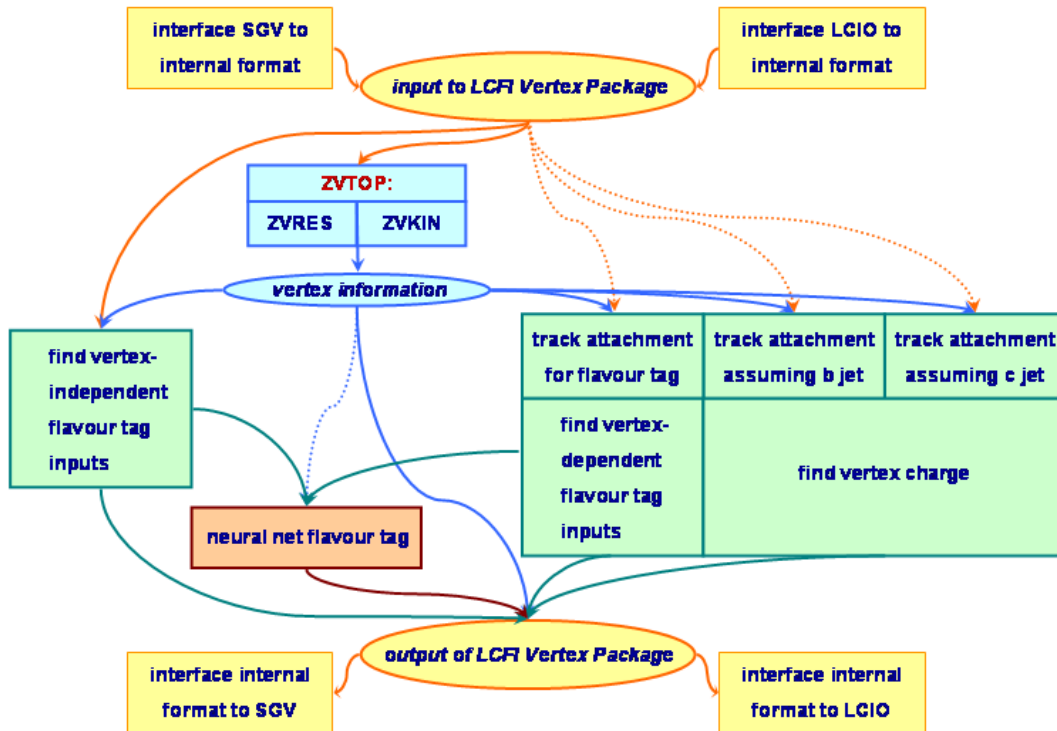 interface SGV to
internal format
interface LCIO to
internal format
input to LCFI Vertex Package
ZVTOP:
ZVRES
ZVKIN
vertex information
find vertex-
independent
flavour tag
inputs
track attachment
for flavour tag
track attachment
assuming b jet
track attachment
assuming c jet
find vertex-
dependent
flavour tag
inputs
find vertex charge
neural net flavour tag
output of LCFI Vertex Package
interface internal
format to SGV
interface internal
format to LCIO